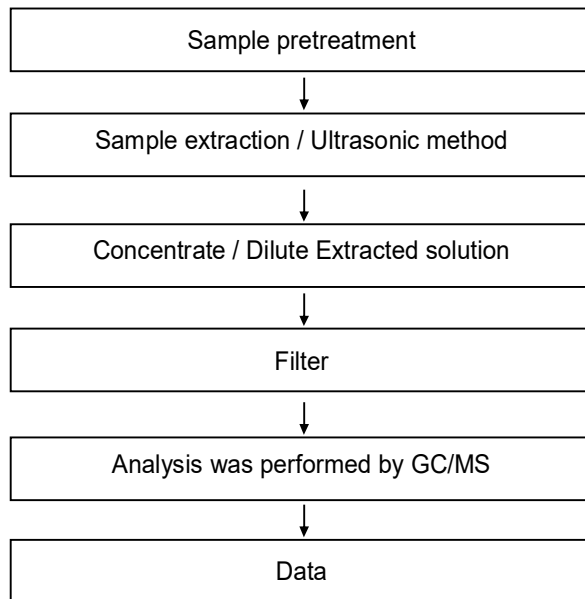 Sample pretreatment
Sample extraction / Ultrasonic method
Concentrate / Dilute Extracted solution
Filter
Analysis was performed by GC/MS
Data